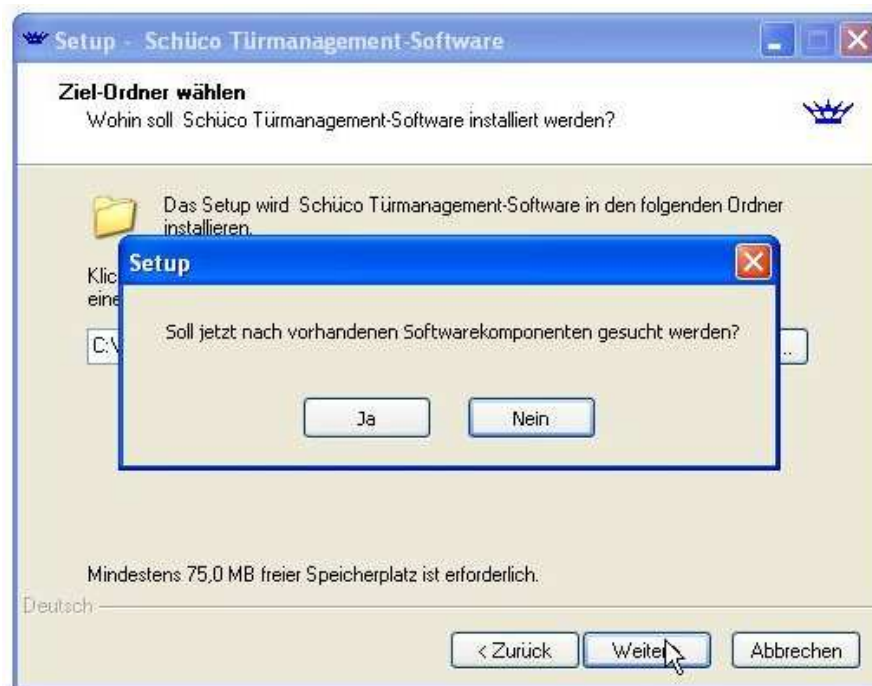 Setup - Schüco Türmanagement-Software
Ziel-Ordner wählen
Wohin soll Schüco Türmanagement-Software installiert werden?
Das Setup wird Schüco Türmanagement-Software in den folgenden Ordner
installieren.
Setup
Soll jetzt nach vorhandenen Softwarekomponenten gesucht werden?
Ja Nein
C:\
Mindestens 75,0 MB freier Speicherplatz ist erforderlich.
Deutsch
< Zurück Weiter Abbrechen